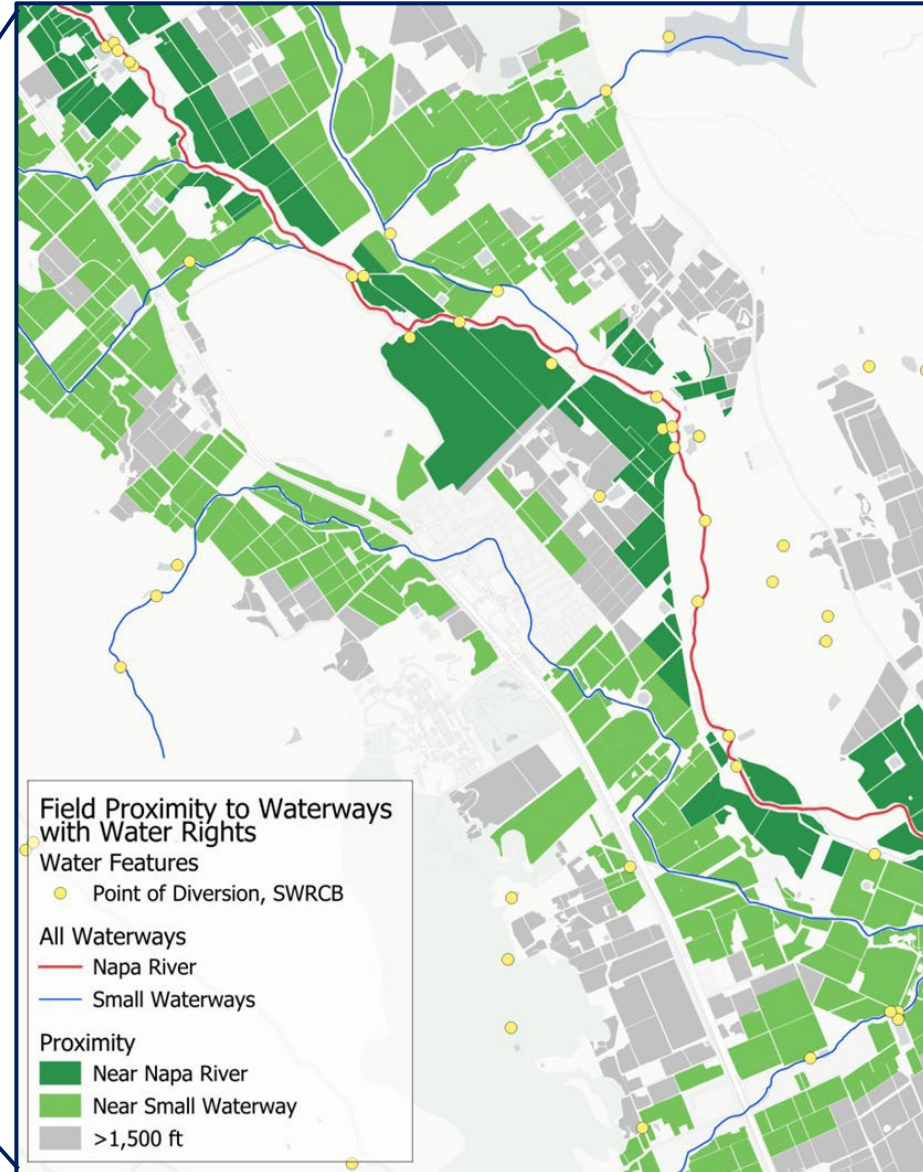 Field Proximity to Waterways
with Water Rights
Water Features
Point of Diversion, SWRCB
All Waterways
Napa River
Small Waterways
Proximity
Near Napa River
Near Small Waterway
>1,500 ft